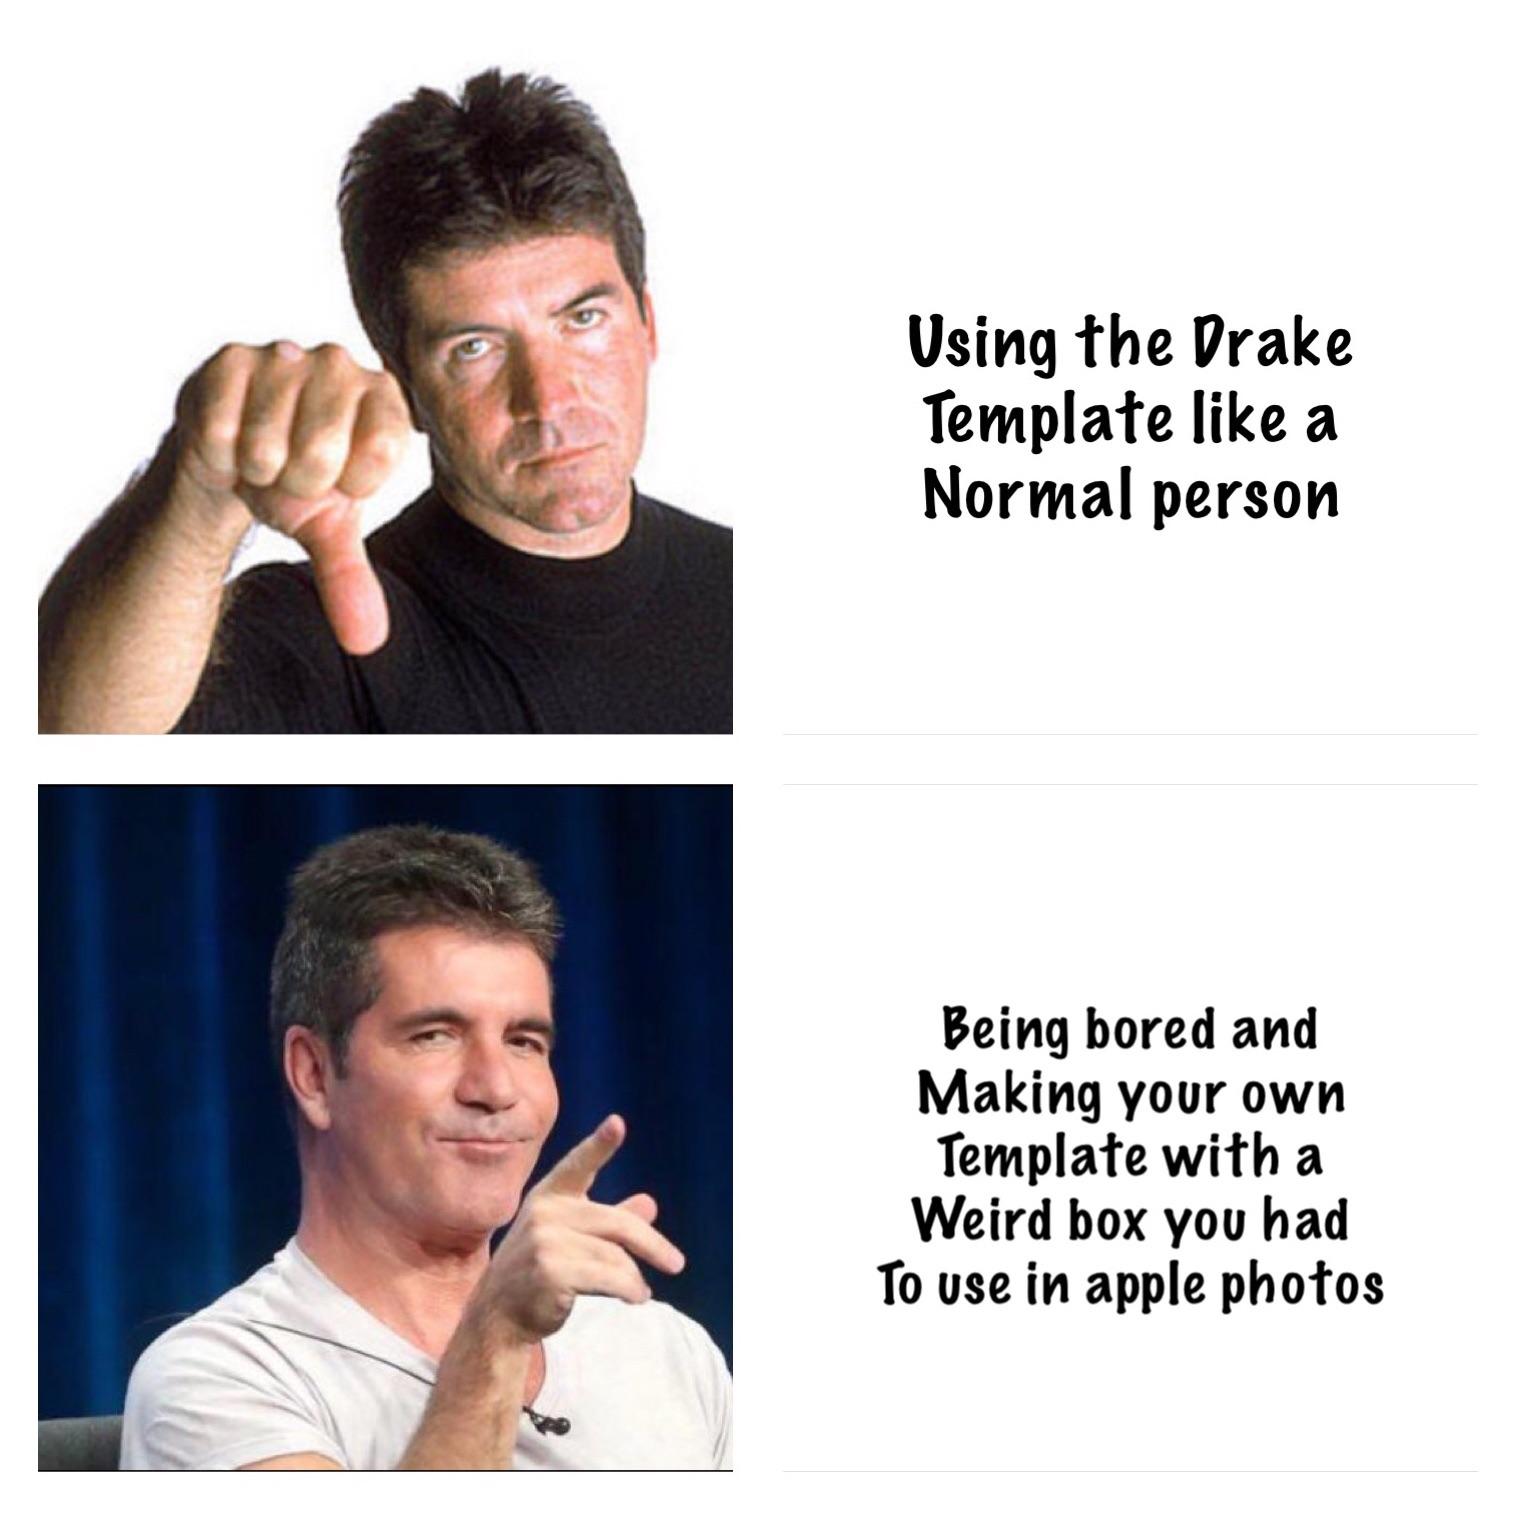 Using the Drake
Template like a
Normal person
Being bored and
Making your own
Template with a
Weird box you had
To use in apple photos